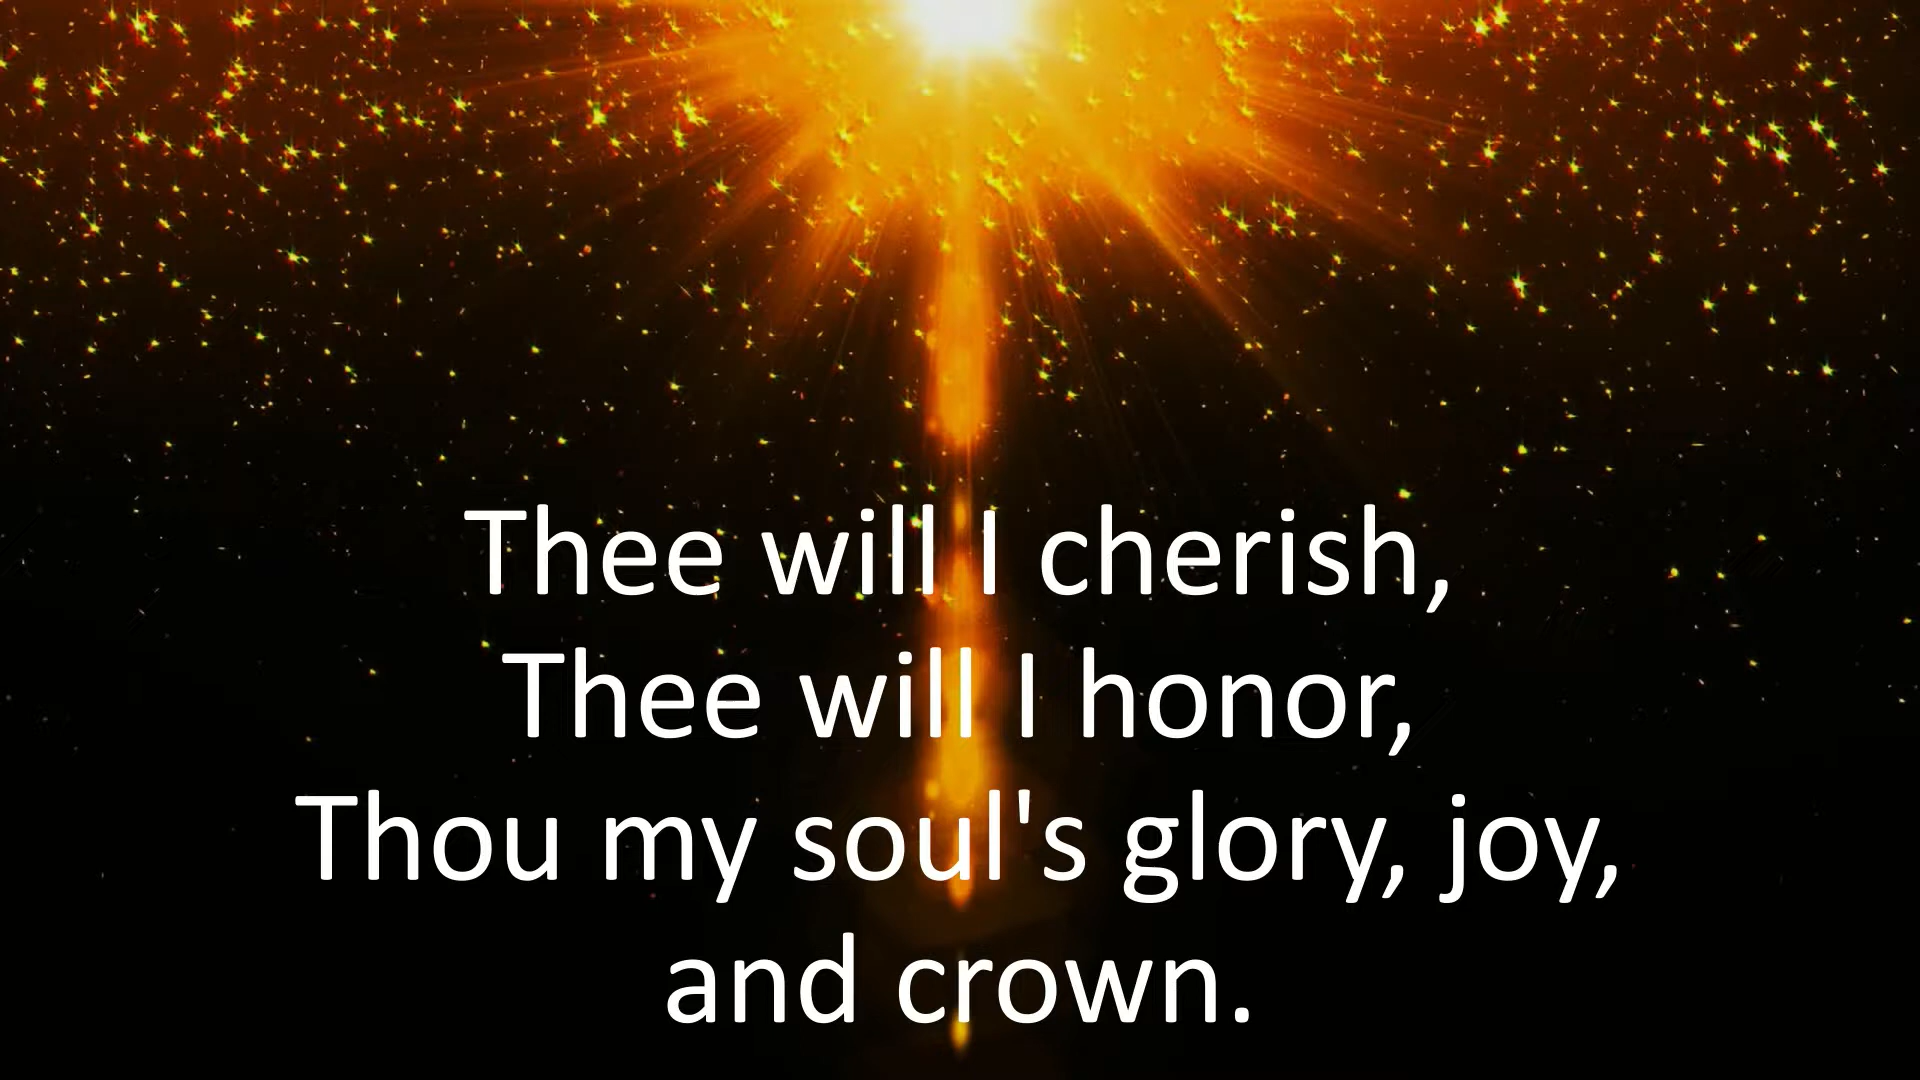 Thee will I cherish,
Thee will I honor,
Thou my soul's glory, joy,
and crown.